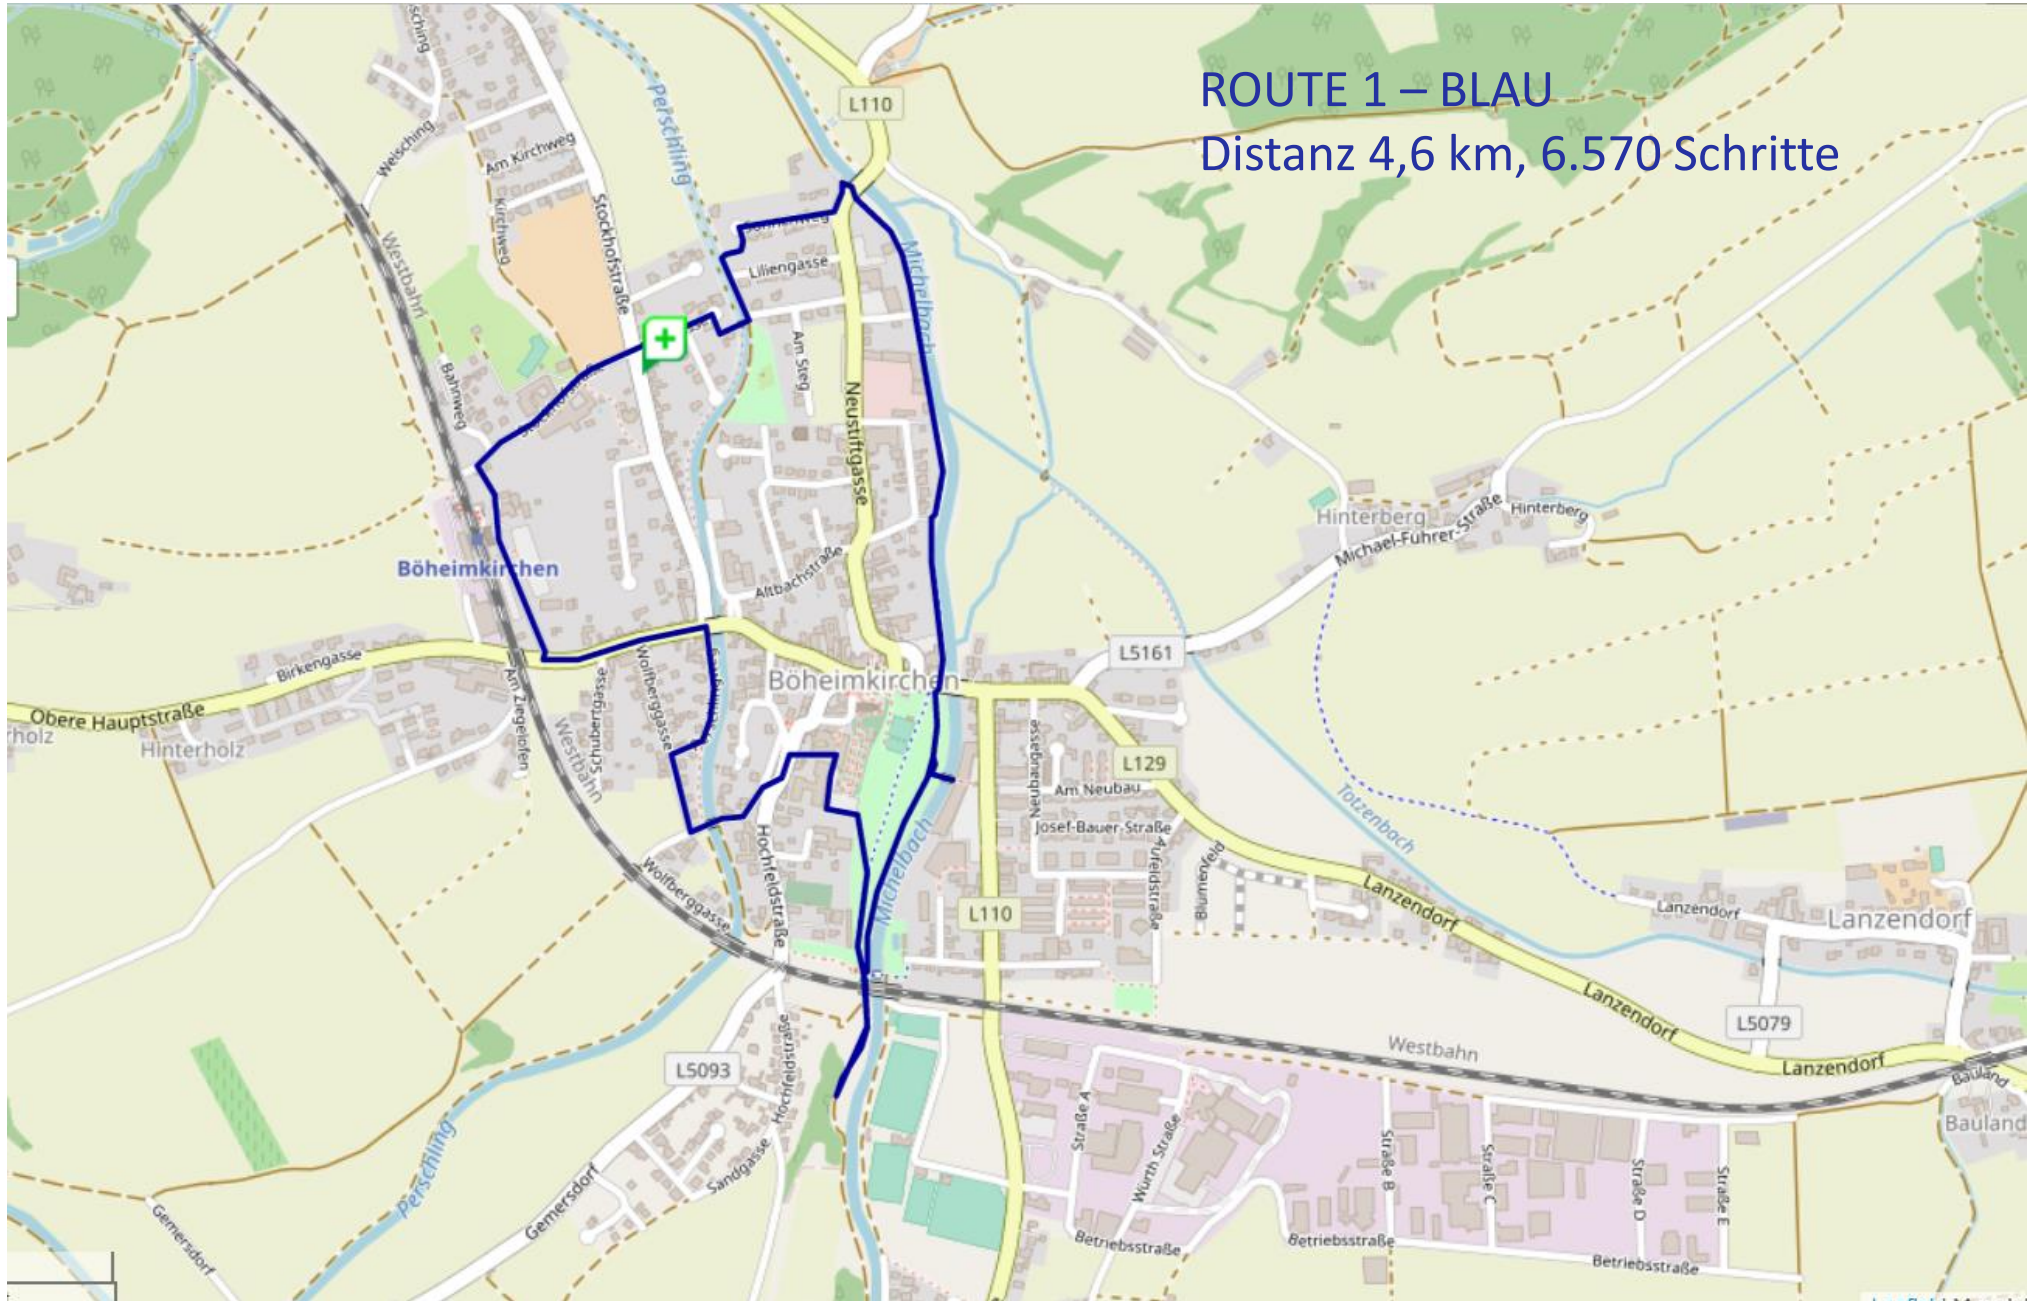 ROUTE 1 – BLAU
Distanz 4,6 km, 6.570 Schritte
L110
Perschling
Weisching
Am Kirchweg
Kirchweg
Stockhofstraße
Westbahn
Liliengasse
Michelbach
Am Steg
Neustiftgasse
Bahnweg
Böheimkirchen
Altbachstraße
Hinterberg
Hinterberg
Michael-Führer-Straße
L5161
Birkengasse
Obere Hauptstraße
Hinterholz
Am Ziegelofen
Schubertgasse
Wolfberggasse
Westbahn
Böheimkirchen
Neubaugasse
L129
Am Neubau
Josef-Bauer-Straße
Aufeldstraße
Blumenfeld
Totzenbach
Hochfeldstraße
Wolfberggasse
Michelbach
L110
Lanzendorf
Lanzendorf
Lanzendorf
Lanzendorf
L5079
Lanzendorf
Westbahn
Bauland
Bauland
L5093
Hochfeldstraße
Sandgasse
Gemersdorf
Gemersdorf
Perschling
Straße A
Würth Straße
Straße B
Straße C
Straße D
Straße E
Betriebsstraße
Betriebsstraße
Betriebsstraße